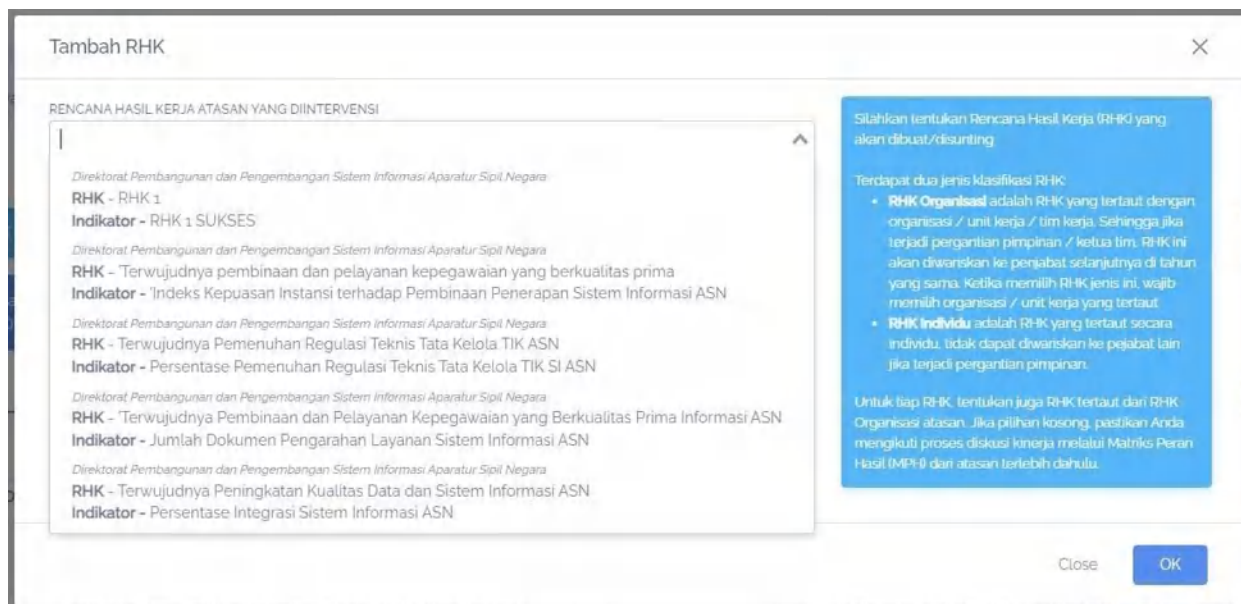 Tambah RHK
RENCANA HASIL KERJA ATASAN YANG DIINTERVENSI
Direktorat Pembangunan dan Pengembangan Sistem Informasi Aparatur Sipil Negara
RHK - RHK 1
Indikator - RHK 1 SUKSES
Direktorat Pembangunan dan Pengembangan Sistem Informasi Aparatur Sipil Negara
RHK - 'Terwujudnya pembinaan dan pelayanan kepegawaian yang berkualitas prima
Indikator - 'Indeks Kepuasan Instansi terhadap Pembinaan Penerapan Sistem Informasi ASN
Direktorat Pembangunan dan Pengembangan Sistem Informasi Aparatur Sipil Negara
RHK - Terwujudnya Pemenuhan Regulasi Teknis Tata Kelola TIK ASN
Indikator - Persentase Pemenuhan Regulasi Teknis Tata Kelola TIK SI ASN
Direktorat Pembangunan dan Pengembangan Sistem Informasi Aparatur Sipil Negara
RHK - 'Terwujudnya Pembinaan dan Pelayanan Kepegawaian yang Berkualitas Prima Informasi ASN
Indikator - Jumlah Dokumen Pengarahan Layanan Sistem Informasi ASN
Direktorat Pembangunan dan Pengembangan Sistem Informasi Aparatur Sipil Negara
RHK - Terwujudnya Peningkatan Kualitas Data dan Sistem Informasi ASN
Indikator - Persentase Integrasi Sistem Informasi ASN
Silahkan tentukan Rencana Hasil Kerja (RHK) yang
akan dibuat/disunting
Terdapat dua jenis klasifikasi RHK:
• RHK Organisasi adalah RHK yang tertaut dengan
organisasi / unit kerja / tim kerja. Sehingga jika
terjadi pergantian pimpinan / ketua tim, RHK ini
akan diwariskan ke penjabat selanjutnya di tahun
yang sama. Ketika memilih RHK jenis ini, wajib
memilih organisasi / unit kerja yang tertaut
• RHK Individu adalah RHK yang tertaut secara
individu, tidak dapat diwariskan ke pejabat lain
jika terjadi pergantian pimpinan.
Untuk tiap RHK, tentukan juga RHK tertaut dari RHK
Organisasi atasan. Jika pilihan kosong, pastikan Anda
mengikuti proses diskusi kinerja melalui Matriks Peran
Hasil (MPH) dari atasan terlebih dahulu.
Close
OK